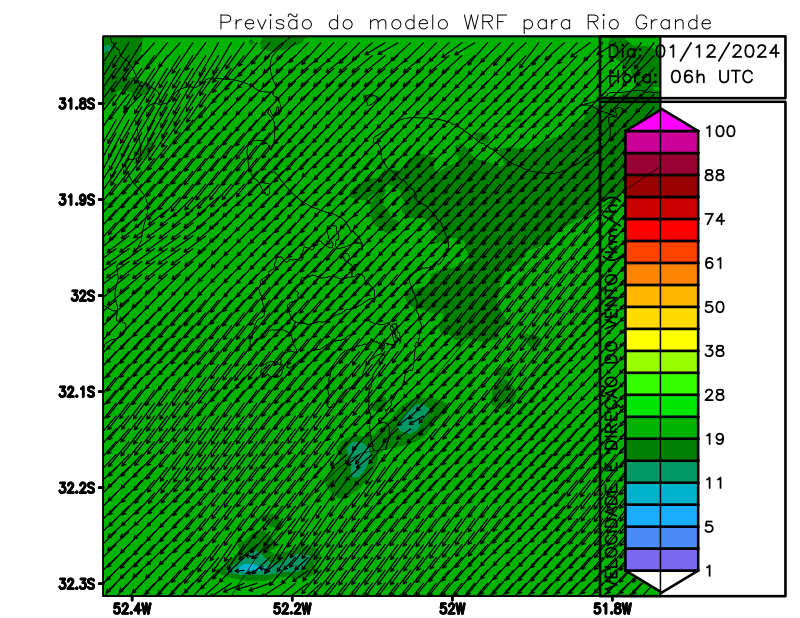 Previsão do modelo WRF para Rio Grande
Dia: 01/12/2024
Hora: 06h UTC
31.8S
31.9S
32S
32.1S
32.2S
32.3S
52.4W
52.2W
52W
51.8W
100
88
74
61
50
38
28
19
11
5
1
VELOCIDADE E DIREÇÃO DO VENTO (Km/h)